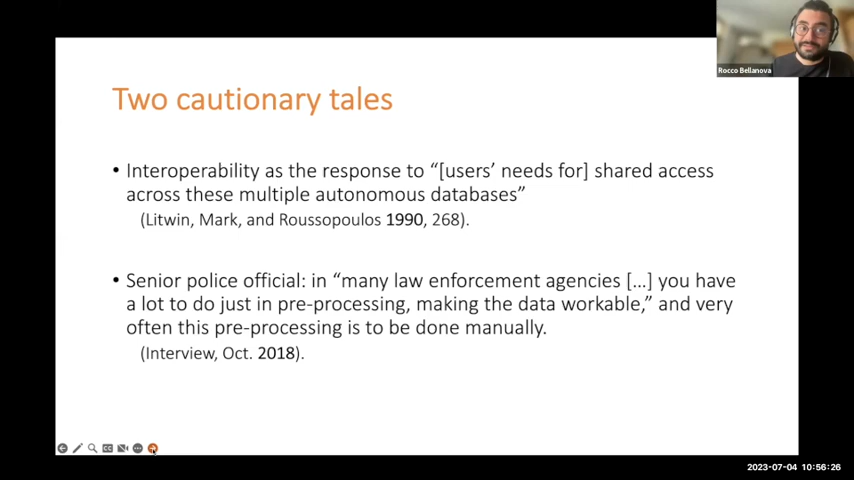 Rocco Bellanova
Two cautionary tales
• Interoperability as the response to “[users’ needs for] shared access
across these multiple autonomous databases”
(Litwin, Mark, and Roussopoulos 1990, 268).
• Senior police official: in “many law enforcement agencies […] you have
a lot to do just in pre-processing, making the data workable,” and very
often this pre-processing is to be done manually.
(Interview, Oct. 2018).
CC
2023-07-04 10:56:26